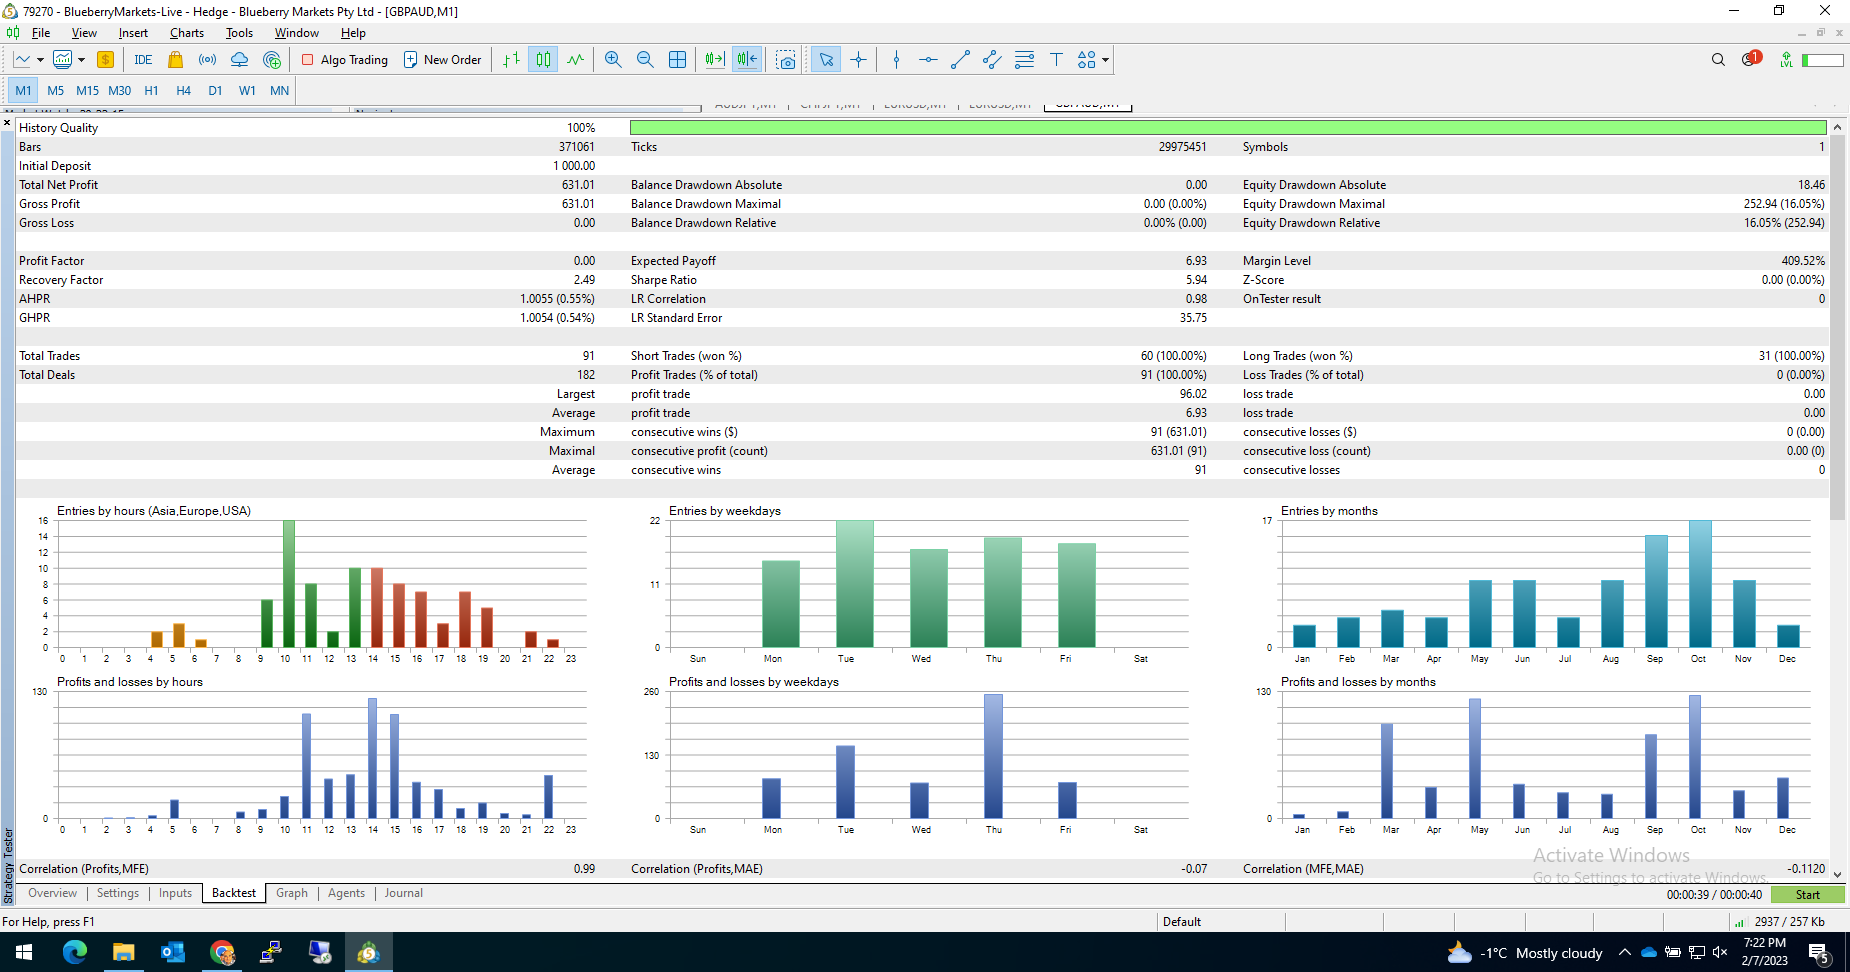 79270 - BlueberryMarkets-Live - Hedge - Blueberry Markets Pty Ltd - [GBPAUD,M1]
File View Insert Charts Tools Window Help
IDE Algo Trading New Order 1 LVL
M1 M5 M15 M30 H1 H4 D1 W1 MN
History Quality 100%
Bars 371061 Ticks 29975451 Symbols 1
Initial Deposit 1 000.00
Total Net Profit 631.01 Balance Drawdown Absolute 0.00 Equity Drawdown Absolute 18.46
Gross Profit 631.01 Balance Drawdown Maximal 0.00 (0.00%) Equity Drawdown Maximal 252.94 (16.05%)
Gross Loss 0.00 Balance Drawdown Relative 0.00% (0.00) Equity Drawdown Relative 16.05% (252.94)
Profit Factor 0.00 Expected Payoff 6.93 Margin Level 409.52%
Recovery Factor 2.49 Sharpe Ratio 5.94 Z-Score 0.00 (0.00%)
AHPR 1.0055 (0.55%) LR Correlation 0.98 OnTester result 0
GHPR 1.0054 (0.54%) LR Standard Error 35.75
Total Trades 91 Short Trades (won %) 60 (100.00%) Long Trades (won %) 31 (100.00%)
Total Deals 182 Profit Trades (% of total) 91 (100.00%) Loss Trades (% of total) 0 (0.00%)
Largest profit trade 96.02 loss trade 0.00
Average profit trade 6.93 loss trade 0.00
Maximum consecutive wins ($) 91 (631.01) consecutive losses ($) 0 (0.00)
Maximal consecutive profit (count) 631.01 (91) consecutive loss (count) 0.00 (0)
Average consecutive wins 91 consecutive losses 0
Entries by hours (Asia,Europe,USA)
16
14
12
10
8
6
4
2
0
0 1 2 3 4 5 6 7 8 9 10 11 12 13 14 15 16 17 18 19 20 21 22 23
Entries by weekdays
22
11
0
Sun Mon Tue Wed Thu Fri Sat
Entries by months
17
0
Jan Feb Mar Apr May Jun Jul Aug Sep Oct Nov Dec
Profits and losses by hours
130
0
0 1 2 3 4 5 6 7 8 9 10 11 12 13 14 15 16 17 18 19 20 21 22 23
Profits and losses by weekdays
260
130
0
Sun Mon Tue Wed Thu Fri Sat
Profits and losses by months
130
0
Jan Feb Mar Apr May Jun Jul Aug Sep Oct Nov Dec
Correlation (Profits,MFE) 0.99 Correlation (Profits,MAE) -0.07 Correlation (MFE,MAE) -0.1120
Activate Windows
Go to Settings to activate Windows.
Strategy Tester
Overview Settings Inputs Backtest Graph Agents Journal 00:00:39 / 00:00:40 Start
For Help, press F1 Default 2937 / 257 Kb
-1°C Mostly cloudy 7:22 PM
2/7/2023 5